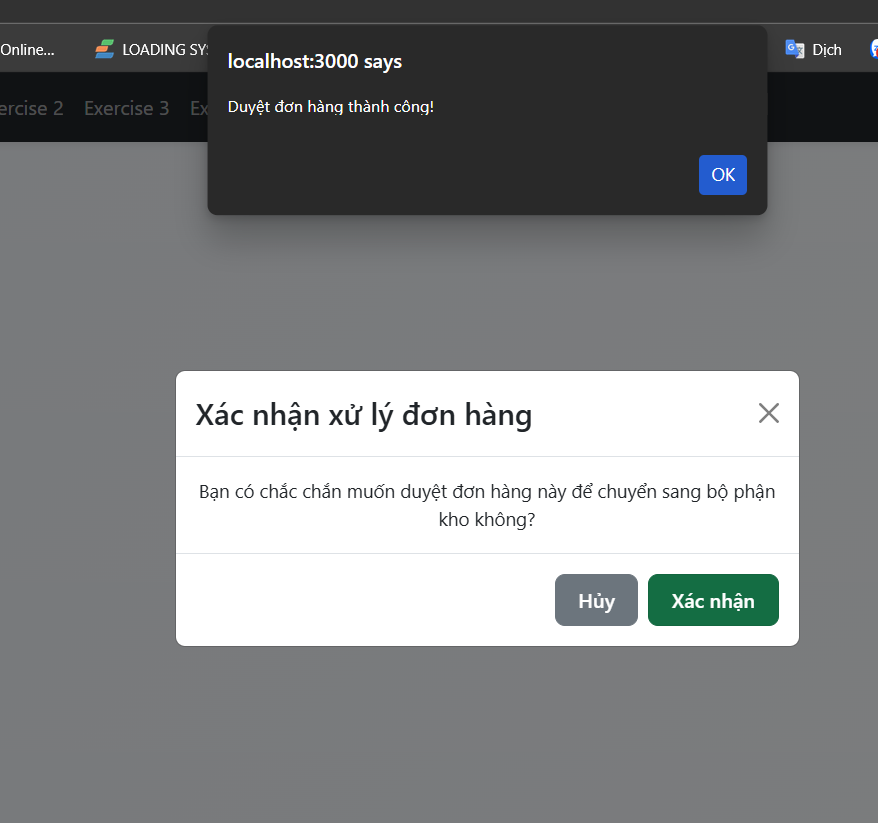 Online...
LOADING SYS
Dịch
localhost:3000 says
Duyệt đơn hàng thành công!
OK
ercise 2
Exercise 3
Ex
Xác nhận xử lý đơn hàng
Bạn có chắc chắn muốn duyệt đơn hàng này để chuyển sang bộ phận
kho không?
Hủy
Xác nhận